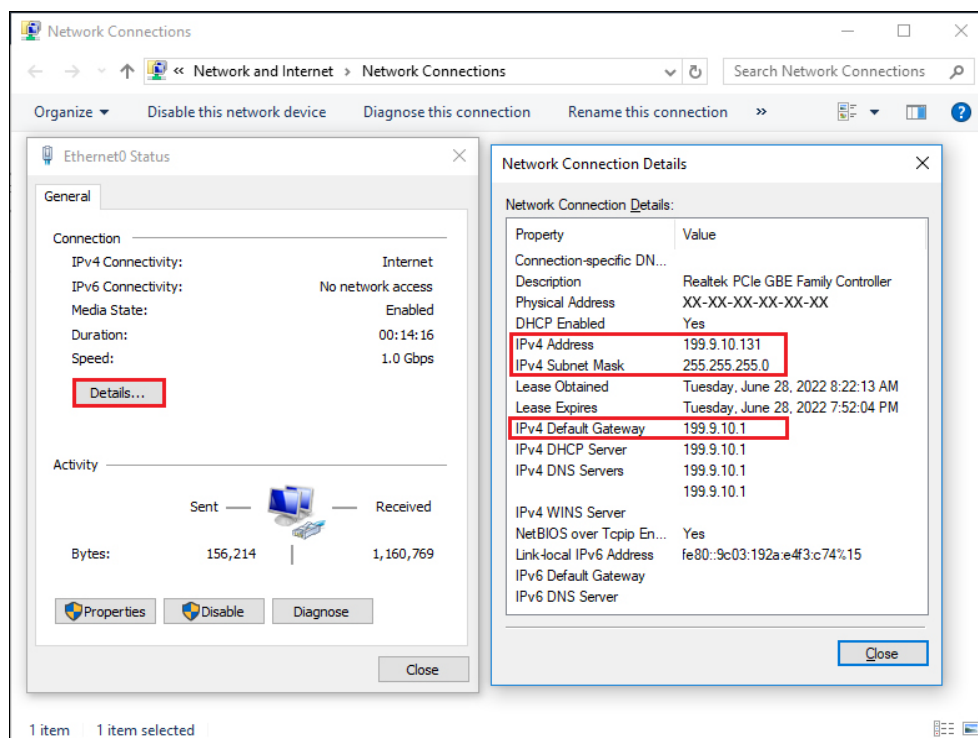 Network Connections
« Network and Internet › Network Connections
Search Network Connections
Organize Disable this network device Diagnose this connection Rename this connection »
Ethernet0 Status
General
Connection
IPv4 Connectivity: Internet
IPv6 Connectivity: No network access
Media State: Enabled
Duration: 00:14:16
Speed: 1.0 Gbps
Details...
Activity
Sent Received
Bytes: 156,214 1,160,769
Properties Disable Diagnose
Close
Network Connection Details
Network Connection Details:
Property Value
Connection-specific DN...
Description Realtek PCIe GBE Family Controller
Physical Address XX-XX-XX-XX-XX-XX
DHCP Enabled Yes
IPv4 Address 199.9.10.131
IPv4 Subnet Mask 255.255.255.0
Lease Obtained Tuesday, June 28, 2022 8:22:13 AM
Lease Expires Tuesday, June 28, 2022 7:52:04 PM
IPv4 Default Gateway 199.9.10.1
IPv4 DHCP Server 199.9.10.1
IPv4 DNS Servers 199.9.10.1
199.9.10.1
IPv4 WINS Server
NetBIOS over Tcpip En... Yes
Link-local IPv6 Address fe80::9c03:192a:e4f3:c74%15
IPv6 Default Gateway
IPv6 DNS Server
Close
1 item 1 item selected